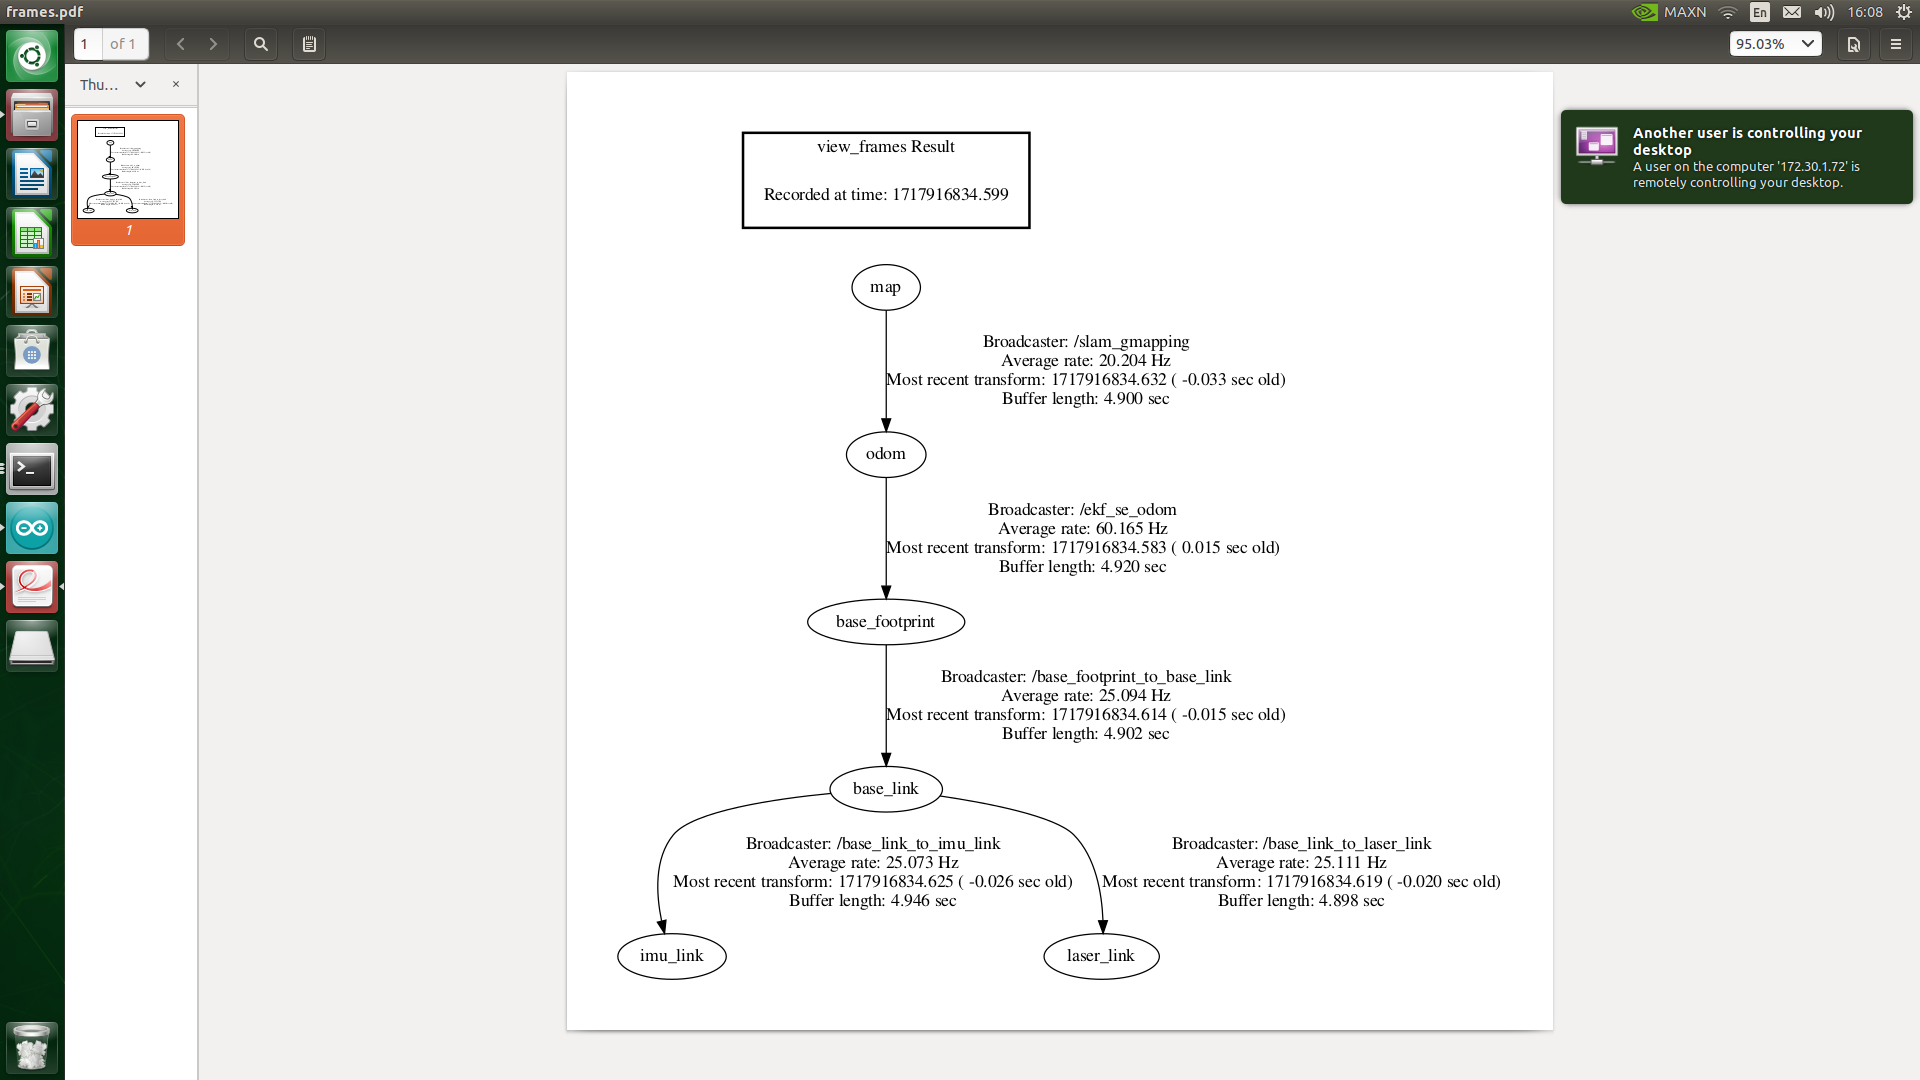 frames.pdf
MAXN
En
16:08
1 of 1
95.03%
Thu...
1
Another user is controlling your
desktop
A user on the computer '172.30.1.72' is
remotely controlling your desktop.
view_frames Result
Recorded at time: 1717916834.599
map
Broadcaster: /slam_gmapping
Average rate: 20.204 Hz
Most recent transform: 1717916834.632 ( -0.033 sec old)
Buffer length: 4.900 sec
odom
Broadcaster: /ekf_se_odom
Average rate: 60.165 Hz
Most recent transform: 1717916834.583 ( 0.015 sec old)
Buffer length: 4.920 sec
base_footprint
Broadcaster: /base_footprint_to_base_link
Average rate: 25.094 Hz
Most recent transform: 1717916834.614 ( -0.015 sec old)
Buffer length: 4.902 sec
base_link
Broadcaster: /base_link_to_imu_link
Average rate: 25.073 Hz
Most recent transform: 1717916834.625 ( -0.026 sec old)
Buffer length: 4.946 sec
Broadcaster: /base_link_to_laser_link
Average rate: 25.111 Hz
Most recent transform: 1717916834.619 ( -0.020 sec old)
Buffer length: 4.898 sec
imu_link
laser_link